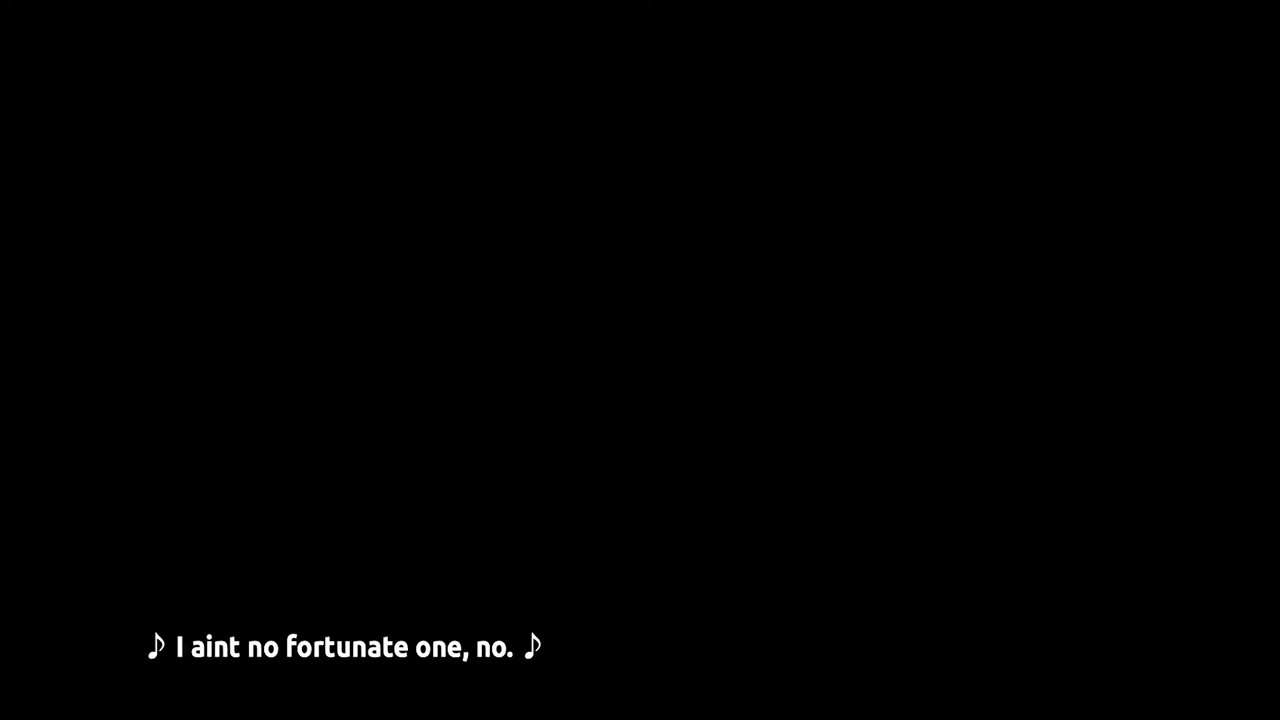 ♪ I aint no fortunate one, no. ♪